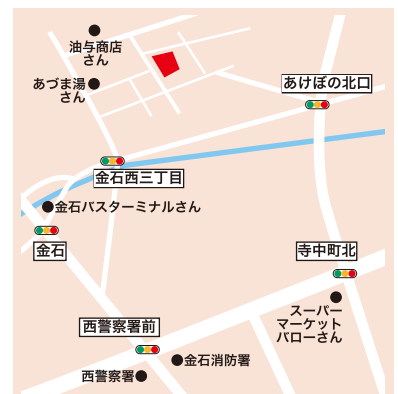 油与商店
さん
あづま湯
さん
あけぼの北口
金石西三丁目
金石バスターミナルさん
金石
寺中町北
スーパー
マーケット
バローさん
西警察署前
金石消防署
西警察署